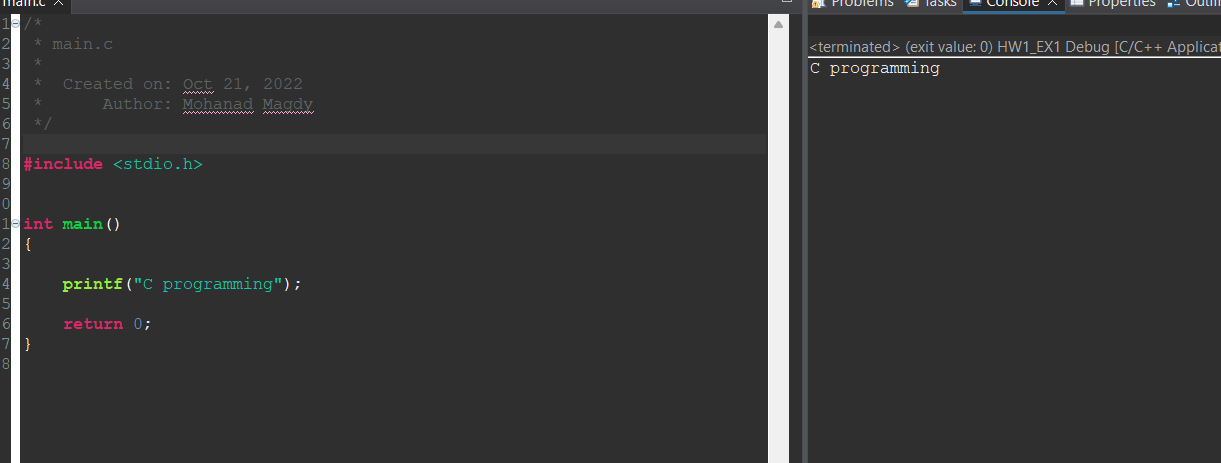 main.c
/*
* main.c
*
* Created on: Oct 21, 2022
* Author: Mohanad Magdy
*/
#include <stdio.h>
int main()
{
printf("C programming");
return 0;
}
1
2
3
4
5
6
7
8
9
0
1
2
3
4
5
6
7
8
Problems Tasks Console Properties
<terminated> (exit value: 0) HW1_EX1 Debug [C/C++ Applicat
C programming